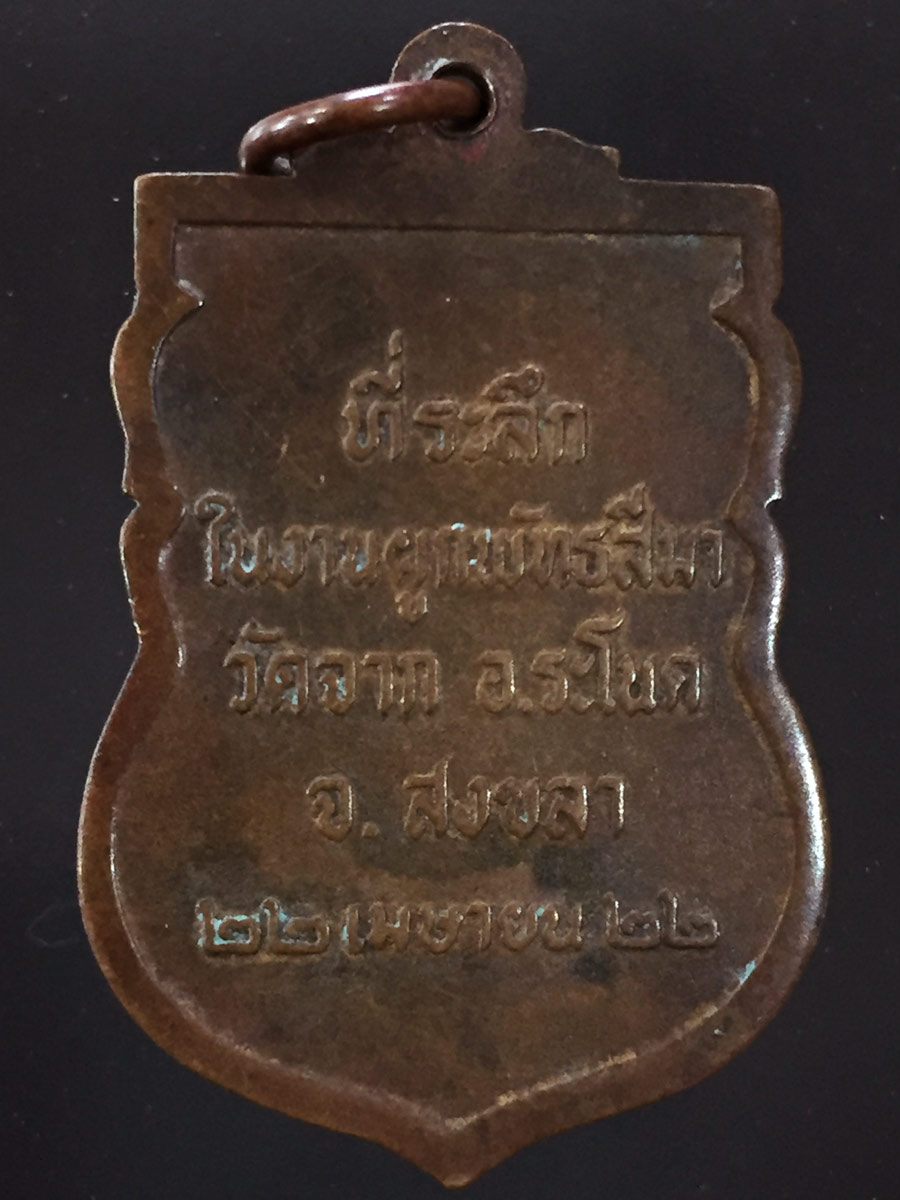 ที่ระลึก
ในงานผูกพัทธสีมา
วัดจาก อ.ระโนด
จ. สงขลา
๒๒ เมษายน ๒๒